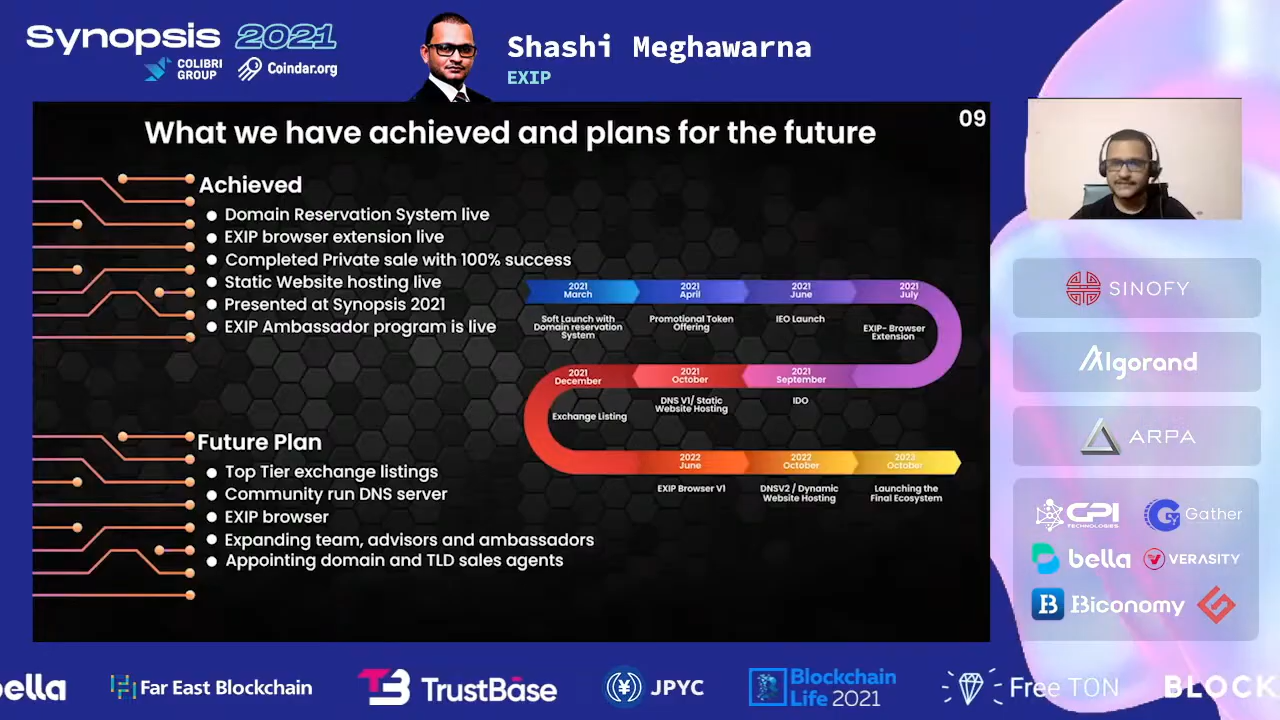 Synopsis 2021
COLIBRI GROUP
Coindar.org
Shashi Meghawarna
EXIP
09
What we have achieved and plans for the future
Achieved
Domain Reservation System live
EXIP browser extension live
Completed Private sale with 100% success
Static Website hosting live
Presented at Synopsis 2021
EXIP Ambassador program is live
2021 March
Soft Launch with
Domain reservation
System
2021 April
Promotional Token
Offering
2021 June
IEO Launch
2021 July
EXIP- Browser
Extension
2021 September
IDO
2021 October
DNS V1/ Static
Website Hosting
2021 December
Exchange Listing
2022 June
EXIP Browser V1
2022 October
DNSV2 / Dynamic
Website Hosting
2023 October
Launching the
Final Ecosystem
Future Plan
Top Tier exchange listings
Community run DNS server
EXIP browser
Expanding team, advisors and ambassadors
Appointing domain and TLD sales agents
SINOFY
Algorand
ARPA
CPI TECHNOLOGIES
Gather
bella
VERASITY
Biconomy
bella
Far East Blockchain
TrustBase
JPYC
Blockchain Life 2021
Free TON
BLOCK